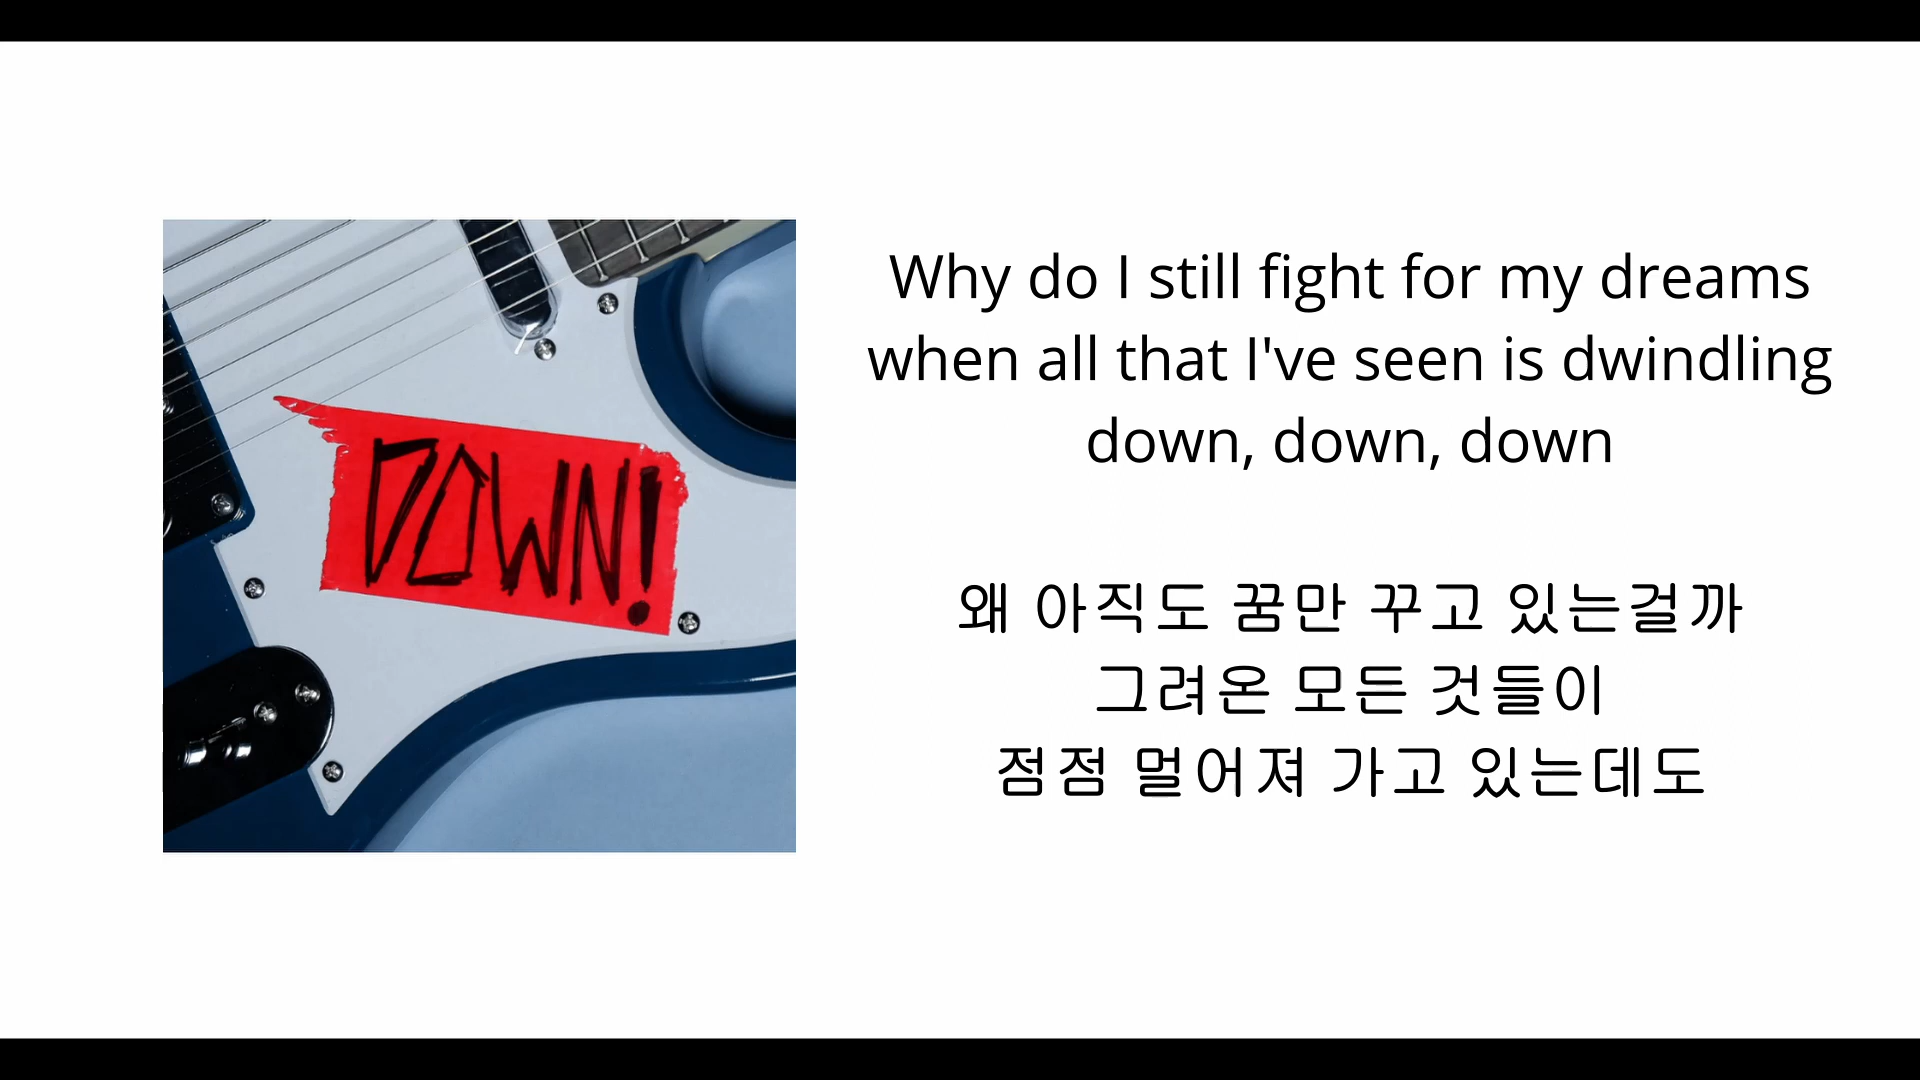 DOWN!
Why do I still fight for my dreams
when all that I've seen is dwindling
down, down, down
왜 아직도 꿈만 꾸고 있는걸까
그려온 모든 것들이
점점 멀어져 가고 있는데도